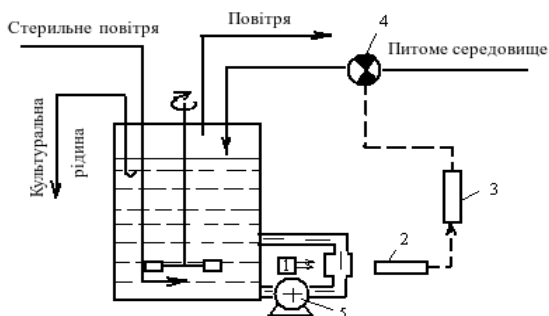 Стерильне повітря
Повітря
4
Питоме середовище
Культуральна
рідина
3
2
1
5